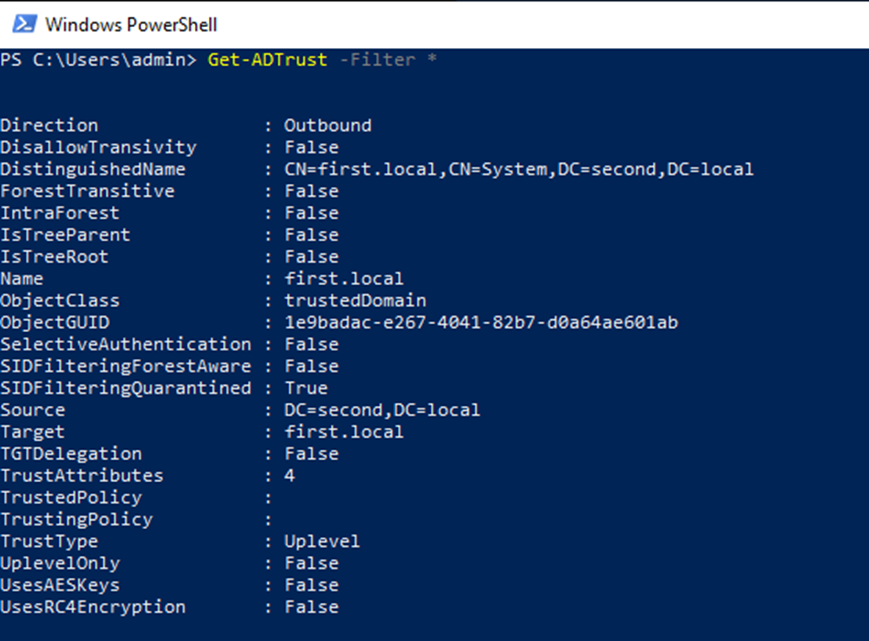 Windows PowerShell
PS C:\Users\admin> Get-ADTrust -Filter *
Direction : Outbound
DisallowTransivity : False
DistinguishedName : CN=first.local,CN=System,DC=second,DC=local
ForestTransitive : False
IntraForest : False
IsTreeParent : False
IsTreeRoot : False
Name : first.local
ObjectClass : trustedDomain
ObjectGUID : 1e9badac-e267-4041-82b7-d0a64ae601ab
SelectiveAuthentication : False
SIDFilteringForestAware : False
SIDFilteringQuarantined : True
Source : DC=second,DC=local
Target : first.local
TGTDelegation : False
TrustAttributes : 4
TrustedPolicy :
TrustingPolicy :
TrustType : Uplevel
UplevelOnly : False
UsesAESKeys : False
UsesRC4Encryption : False